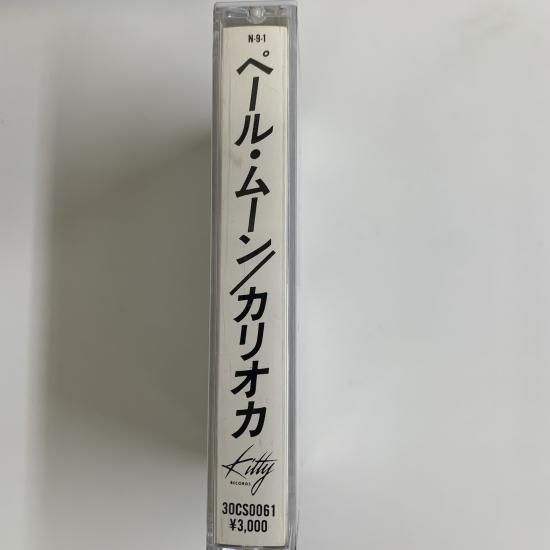 N-9-1
ペール・ムーン/カリオカ
Kitty
RECORDS
30CS0061
¥3,000